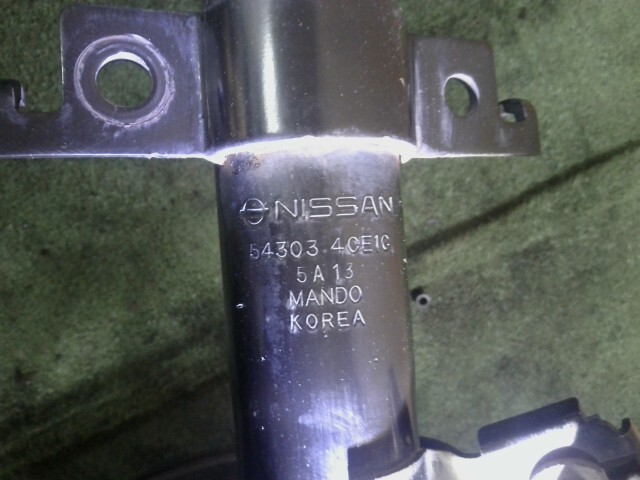 NISSAN
54303 4CE1C
5A13
MANDO
KOREA